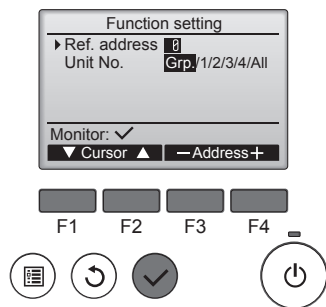 Function setting
Ref. address 0
Unit No. Grp./1/2/3/4/All
Monitor:
Cursor − Address +
F1 F2 F3 F4